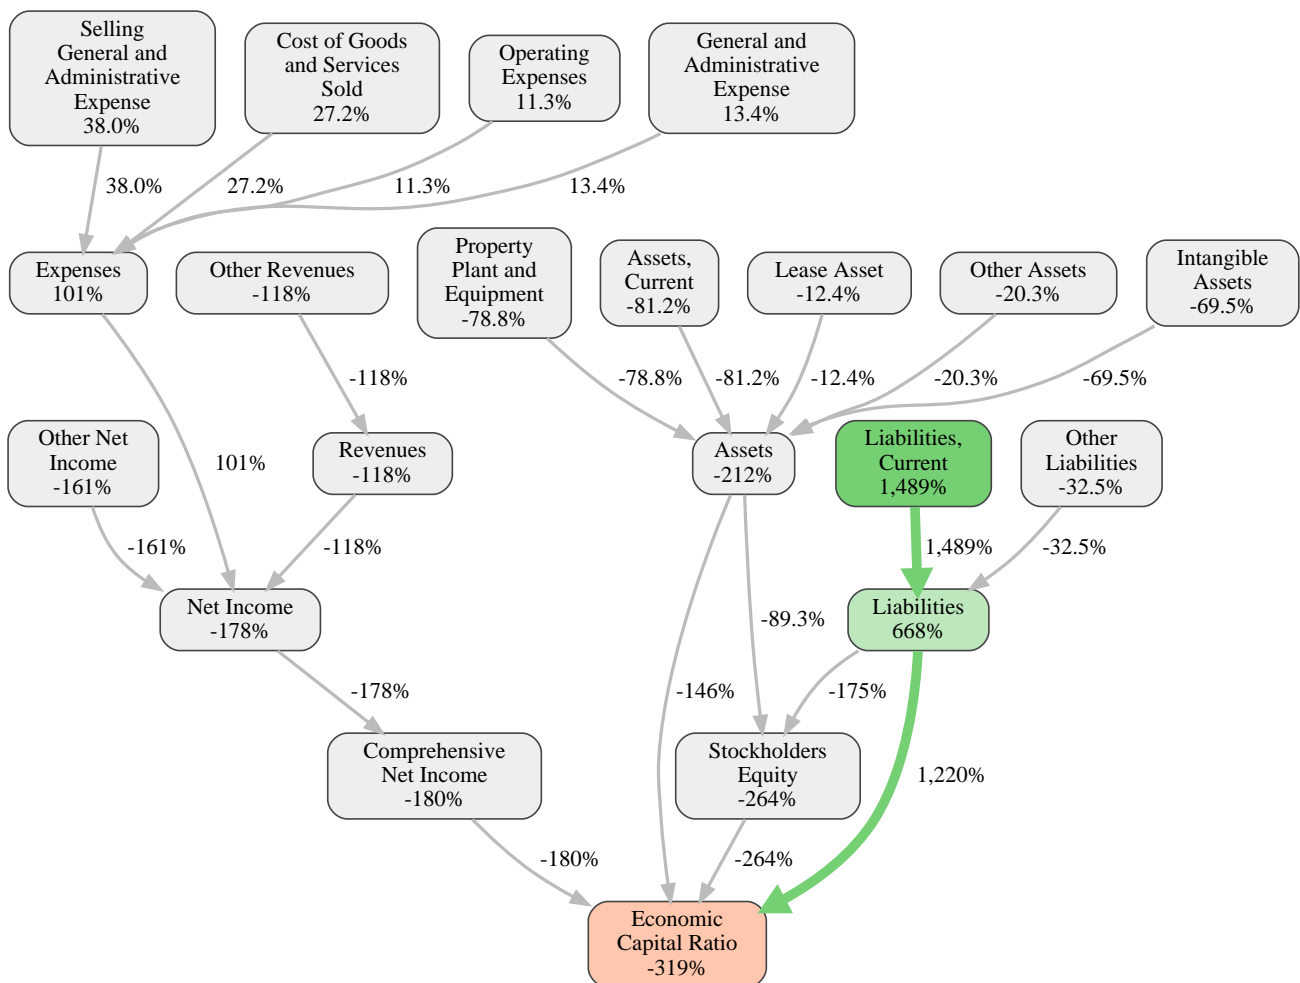 Selling
General and
Administrative
Expense
38.0%
Cost of Goods
and Services
Sold
27.2%
Operating
Expenses
11.3%
General and
Administrative
Expense
13.4%
38.0%
27.2%
11.3%
13.4%
Expenses
101%
Other Revenues
-118%
Property
Plant and
Equipment
-78.8%
Assets,
Current
-81.2%
Lease Asset
-12.4%
Other Assets
-20.3%
Intangible
Assets
-69.5%
-118%
-78.8%
-81.2%
-12.4%
-20.3%
-69.5%
Other Net
Income
-161%
101%
Revenues
-118%
Assets
-212%
Liabilities,
Current
1,489%
Other
Liabilities
-32.5%
-161%
-118%
1,489%
-32.5%
Net Income
-178%
-89.3%
Liabilities
668%
-178%
-146%
-175%
Comprehensive
Net Income
-180%
Stockholders
Equity
-264%
1,220%
-180%
-264%
Economic
Capital Ratio
-319%